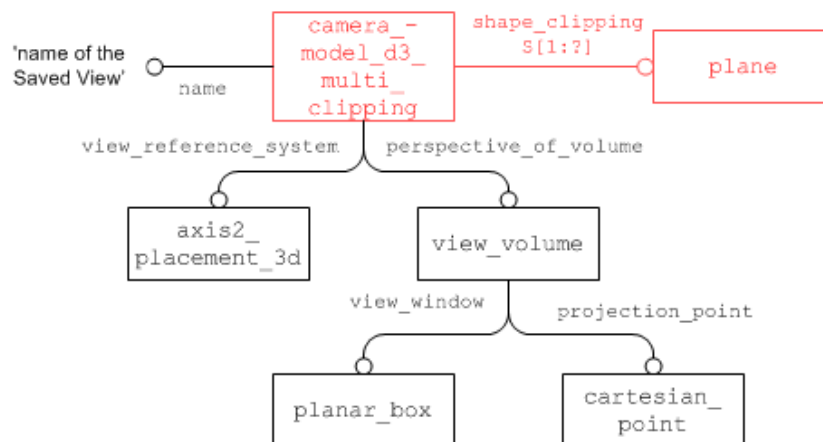 camera_-
model_d3_
multi_
clipping
shape_clipping
S[1:?]
plane
'name of the
Saved View'
name
view_reference_system
perspective_of_volume
axis2_
placement_3d
view_volume
view_window
projection_point
planar_box
cartesian_
point